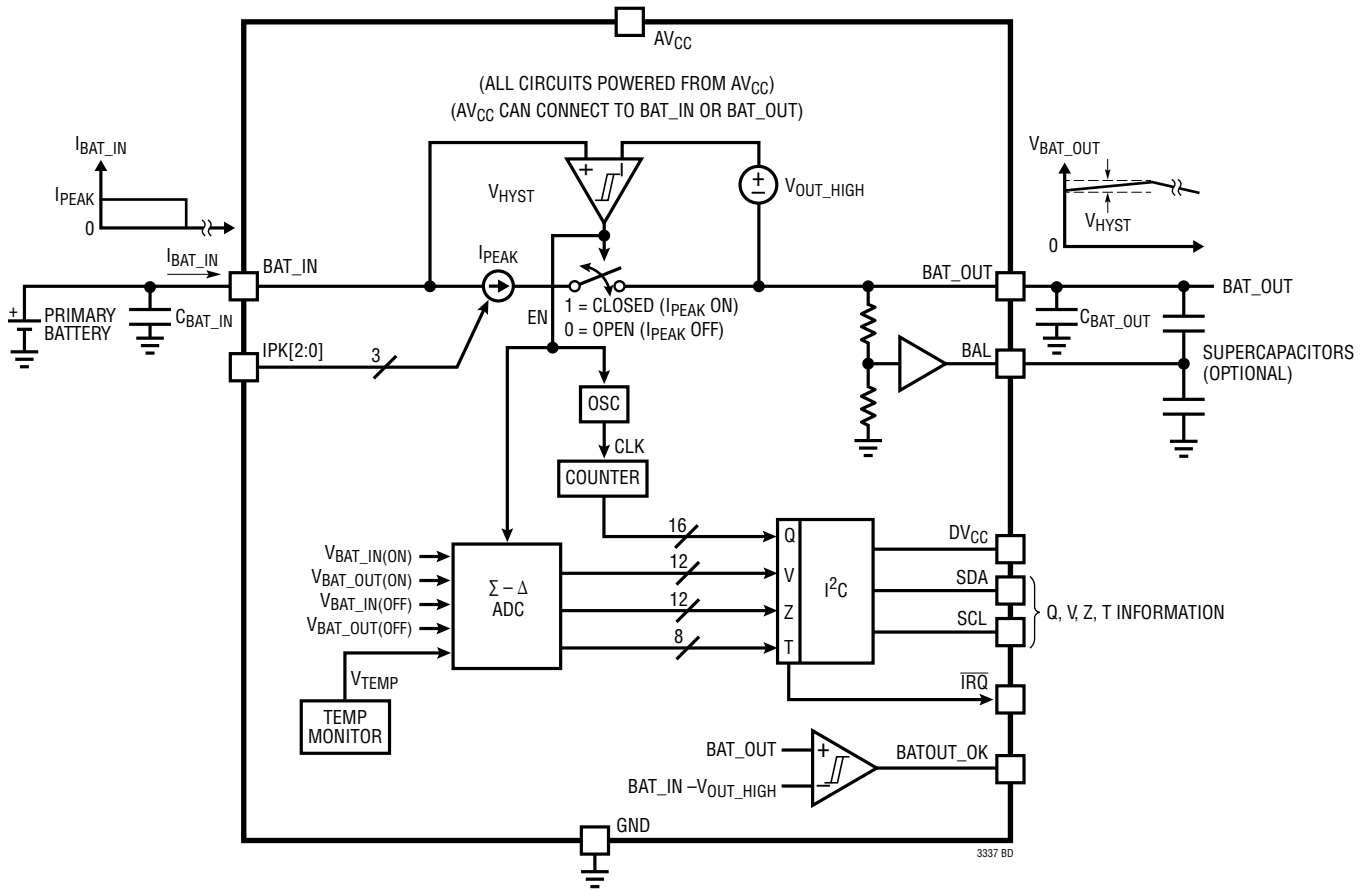 AVCC
(ALL CIRCUITS POWERED FROM AVCC)
(AVCC CAN CONNECT TO BAT_IN OR BAT_OUT)
IBAT_IN
IPEAK
0
VHYST
+
–
+
–
VOUT_HIGH
VBAT_OUT
VHYST
0
IBAT_IN
BAT_IN
IPEAK
BAT_OUT
BAT_OUT
+
PRIMARY
BATTERY
CBAT_IN
EN
1 = CLOSED (IPEAK ON)
0 = OPEN (IPEAK OFF)
CBAT_OUT
IPK[2:0]
3
BAL
SUPERCAPACITORS
(OPTIONAL)
OSC
CLK
COUNTER
16
Q
12
V
12
Z
8
T
I2C
DVCC
SDA
SCL
Q, V, Z, T INFORMATION
VBAT_IN(ON)
VBAT_OUT(ON)
VBAT_IN(OFF)
VBAT_OUT(OFF)
Σ – Δ
ADC
VTEMP
TEMP
MONITOR
IRQ
BAT_OUT
+
BATOUT_OK
BAT_IN –VOUT_HIGH
–
GND
3337 BD